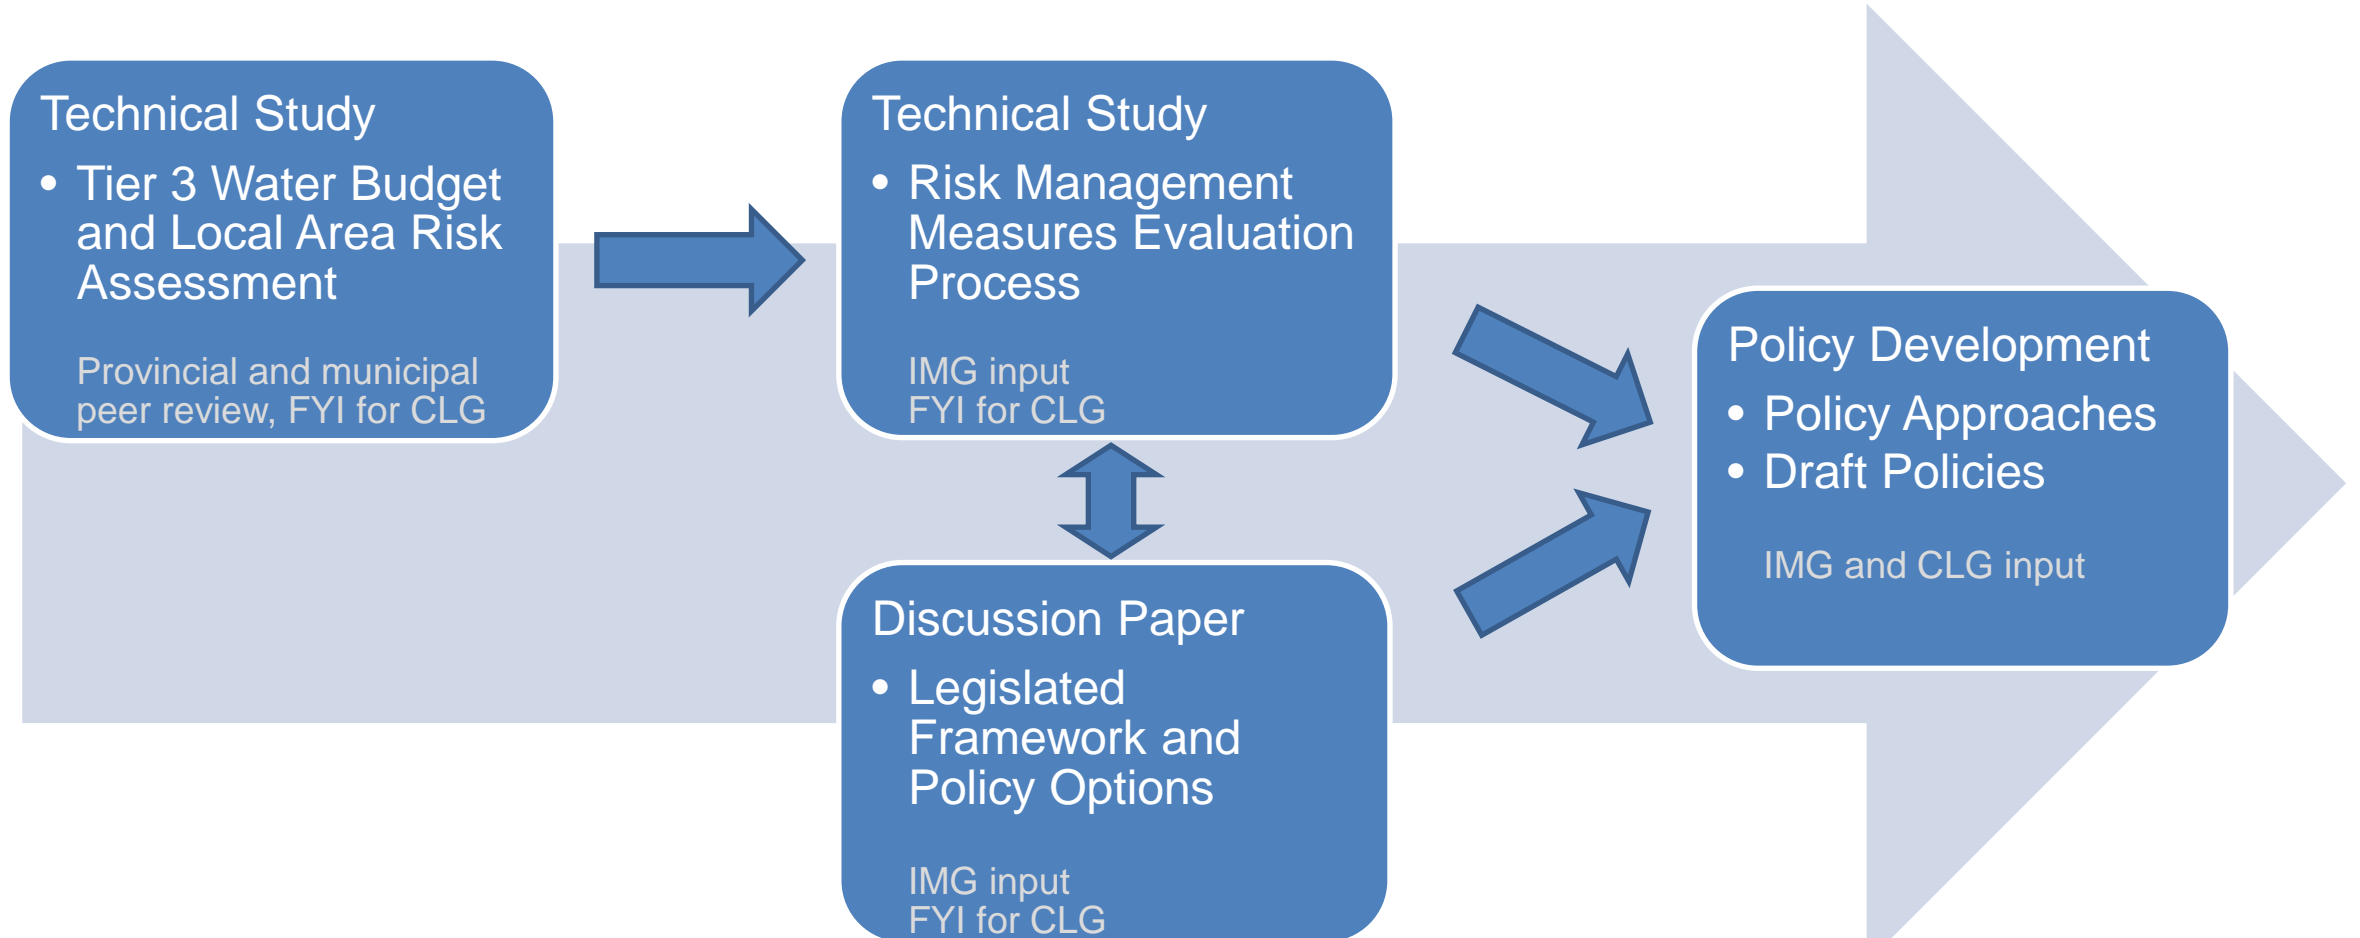 Technical Study
• Tier 3 Water Budget
and Local Area Risk
Assessment
Provincial and municipal
peer review, FYI for CLG
Technical Study
• Risk Management
Measures Evaluation
Process
IMG input
FYI for CLG
Discussion Paper
• Legislated
Framework and
Policy Options
IMG input
FYI for CLG
Policy Development
• Policy Approaches
• Draft Policies
IMG and CLG input